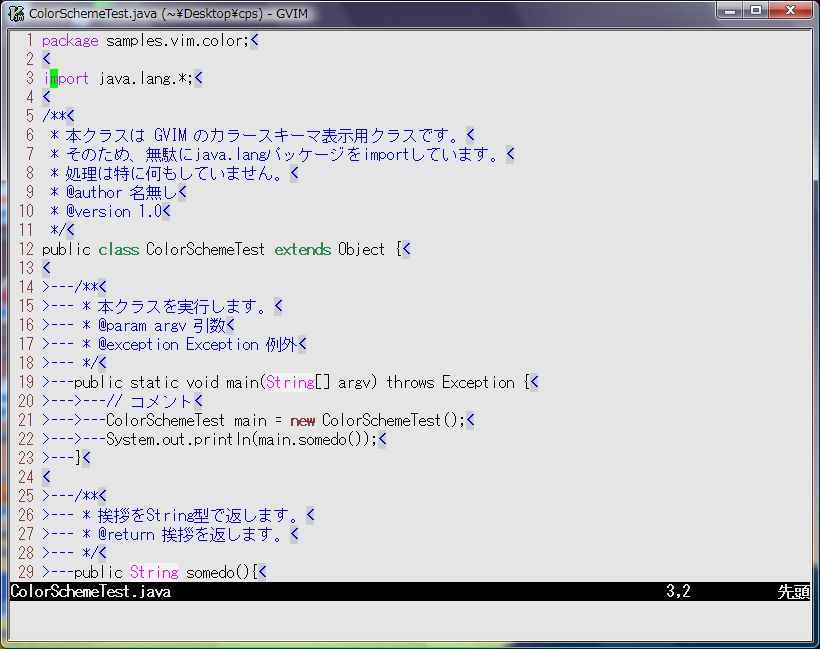 ColorSchemeTest.java (~¥Desktop¥cps) - GVIM
1 package samples.vim.color;<
2 <
3 import java.lang.*;<
4 <
5 /**<
6  * 本クラスは GVIM のカラースキーマ表示用クラスです。<
7  * そのため、無駄にjava.langパッケージをimportしています。<
8  * 処理は特に何もしていません。<
9  * @author 名無し<
10  * @version 1.0<
11  */<
12 public class ColorSchemeTest extends Object {<
13 <
14 >---/**<
15 >--- * 本クラスを実行します。<
16 >--- * @param argv 引数<
17 >--- * @exception Exception 例外<
18 >--- */<
19 >---public static void main(String[] argv) throws Exception {<
20 >--->---// コメント<
21 >--->---ColorSchemeTest main = new ColorSchemeTest();<
22 >--->---System.out.println(main.somedo());<
23 >---}<
24 <
25 >---/**<
26 >--- * 挨拶をString型で返します。<
27 >--- * @return 挨拶を返します。<
28 >--- */<
29 >---public String somedo(){<
ColorSchemeTest.java 3,2 先頭